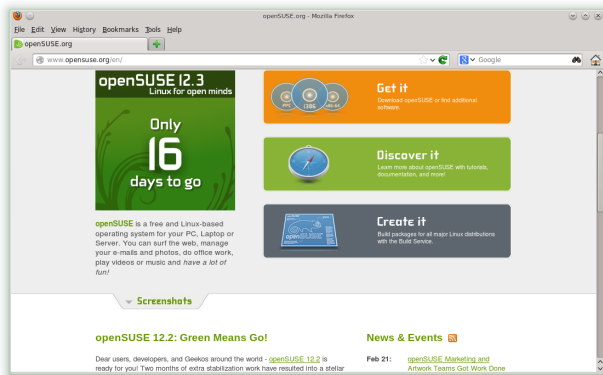 openSUSE.org - Mozilla Firefox
File Edit View History Bookmarks Tools Help
openSUSE.org
www.opensuse.org/en/
Google
openSUSE 12.3
Linux for open minds
Only
16
days to go
openSUSE is a free and Linux-based
operating system for your PC, Laptop or
Server. You can surf the web, manage
your e-mails and photos, do office work,
play videos or music and have a lot of
fun!
PPC
i386
Get it
Download openSUSE or find additional
software.
Discover it
Learn more about openSUSE with tutorials,
documentation, and more!
openSUSE
Create it
Build packages for all major Linux distributions
with the Build Service.
Screenshots
openSUSE 12.2: Green Means Go!
Dear users, developers, and Geekos around the world - openSUSE 12.2 is
ready for you! Two months of extra stabilization work have resulted into a stellar
News & Events
Feb 21: openSUSE Marketing and
Artwork Teams Got Work Done